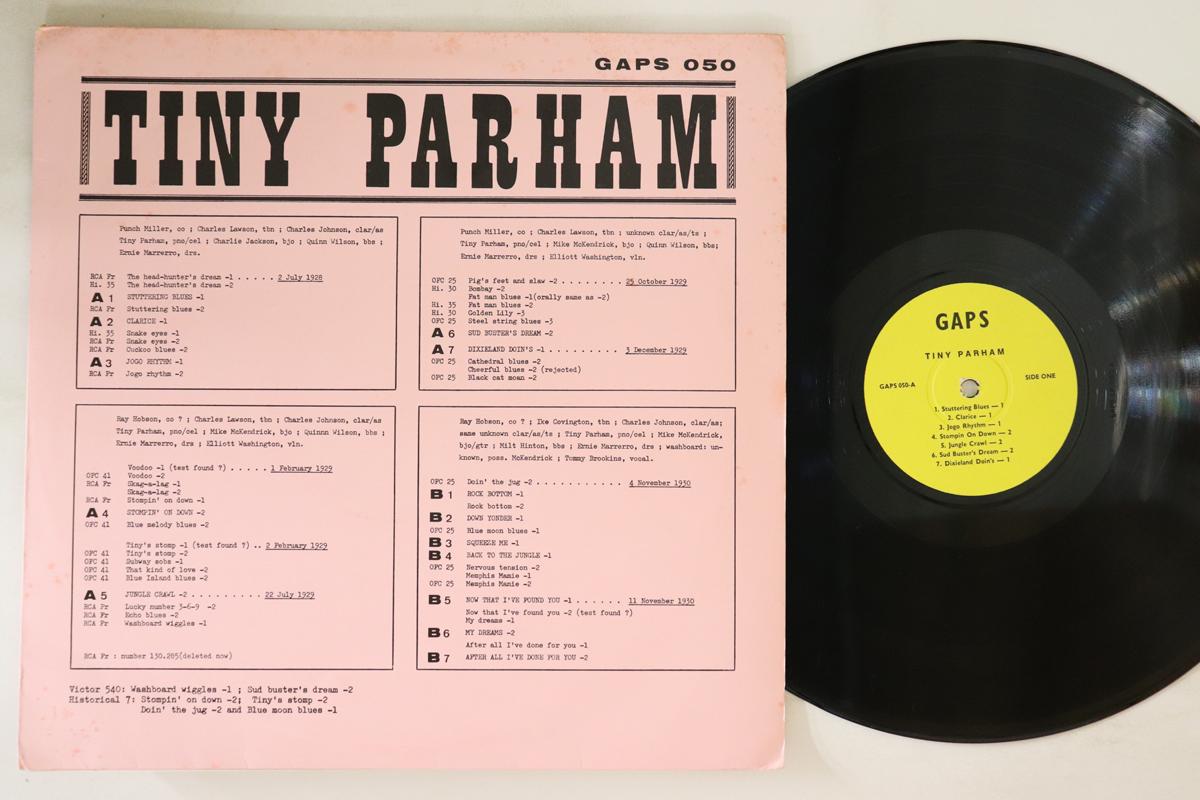 GAPS 050
TINY PARHAM
Punch Miller, co ; Charles Lawson, tbn ; Charles Johnson, clar/as
Tiny Parham, pno/cel ; Charlie Jackson, bjo ; Quinn Wilson, bbs ;
Ernie Marrerro, drs.
RCA Fr The head-hunter's dream -1 . . . . . 2 July 1928
Hi. 35 The head-hunter's dream -2
A 1 STUTTERING BLUES -1
RCA Fr Stuttering blues -2
A 2 CLARICE -1
Hi. 35 Snake eyes -1
RCA Fr Snake eyes -2
RCA Fr Cuckoo blues -2
A 3 JOGO RHYTHM -1
RCA Fr Jogo rhythm -2
Punch Miller, co ; Charles Lawson, tbn ; unknown clar/as/ts ;
Tiny Parham, pno/cel ; Mike McKendrick, bjo ; Quinn Wilson, bbs;
Ernie Marrerro, drs ; Elliott Washington, vln.
OFC 25 Pig's feet and slaw -2 . . . . . . . . 25 October 1929
Hi. 30 Bombay -2
Fat man blues -1(orally same as -2)
Hi. 35 Fat man blues -2
Hi. 30 Golden Lily -3
OFC 25 Steel string blues -3
A 6 SUD BUSTER'S DREAM -2
A 7 DIXIELAND DOIN'S -1 . . . . . . . . . 3 December 1929
OFC 25 Cathedral blues -2
Cheerful blues -2 (rejected)
OFC 25 Black cat moan -2
Ray Hobson, co ? ; Charles Lawson, tbn ; Charles Johnson, clar/as
Tiny Parham, pno/cel ; Mike McKendrick, bjo ; Quinnn Wilson, bbs ;
Ernie Marrerro, drs ; Elliott Washington, vln.
Voodoo -1 (test found ?) . . . . . 1 February 1929
OFC 41 Voodoo -2
RCA Fr Skag-a-lag -1
Skag-a-lag -2
RCA Fr Stompin' on down -1
A 4 STOMPIN' ON DOWN -2
OFC 41 Blue melody blues -2
Tiny's stomp -1 (test found ?) .. 2 February 1929
OFC 41 Tiny's stomp -2
OFC 41 Subway sobs -1
OFC 41 That kind of love -2
OFC 41 Blue Island blues -2
A 5 JUNGLE CRAWL -2 . . . . . . . . . 22 July 1929
RCA Fr Lucky number 3-6-9 -2
RCA Fr Echo blues -2
RCA Fr Washboard wiggles -1
RCA Fr : number 130.285(deleted now)
Ray Hobson, co ? ; Ike Covington, tbn ; Charles Johnson, clar/as;
same unknown clar/as/ts ; Tiny Parham, pno/cel ; Mike McKendrick,
bjo/gtr ; Milt Hinton, bbs ; Ernie Marrerro, drs ; washboard: un-
known, poss. McKendrick ; Tommy Brookins, vocal.
OFC 25 Doin' the jug -2 . . . . . . . . . . . 4 November 1930
B 1 ROCK BOTTOM -1
Rock bottom -2
B 2 DOWN YONDER -1
OFC 25 Blue moon blues -1
B 3 SQUEEZE ME -1
B 4 BACK TO THE JUNGLE -1
OFC 25 Nervous tension -2
Memphis Mamie -1
OFC 25 Memphis Mamie -2
B 5 NOW THAT I'VE FOUND YOU -1 . . . . . . 11 November 1930
Now that I've found you -2 (test found ?)
My dreams -1
B 6 MY DREAMS -2
After all I've done for you -1
B 7 AFTER ALL I'VE DONE FOR YOU -2
Victor 540: Washboard wiggles -1 ; Sud buster's dream -2
Historical 7: Stompin' on down -2; Tiny's stomp -2
Doin' the jug -2 and Blue moon blues -1
GAPS
TINY PARHAM
GAPS 050-A SIDE ONE
1. Stuttering Blues — 1
2. Clarice — 1
3. Jogo Rhythm — 1
4. Stompin On Down — 2
5. Jungle Crawl — 2
6. Sud Buster's Dream — 2
7. Dixieland Doin's — 1